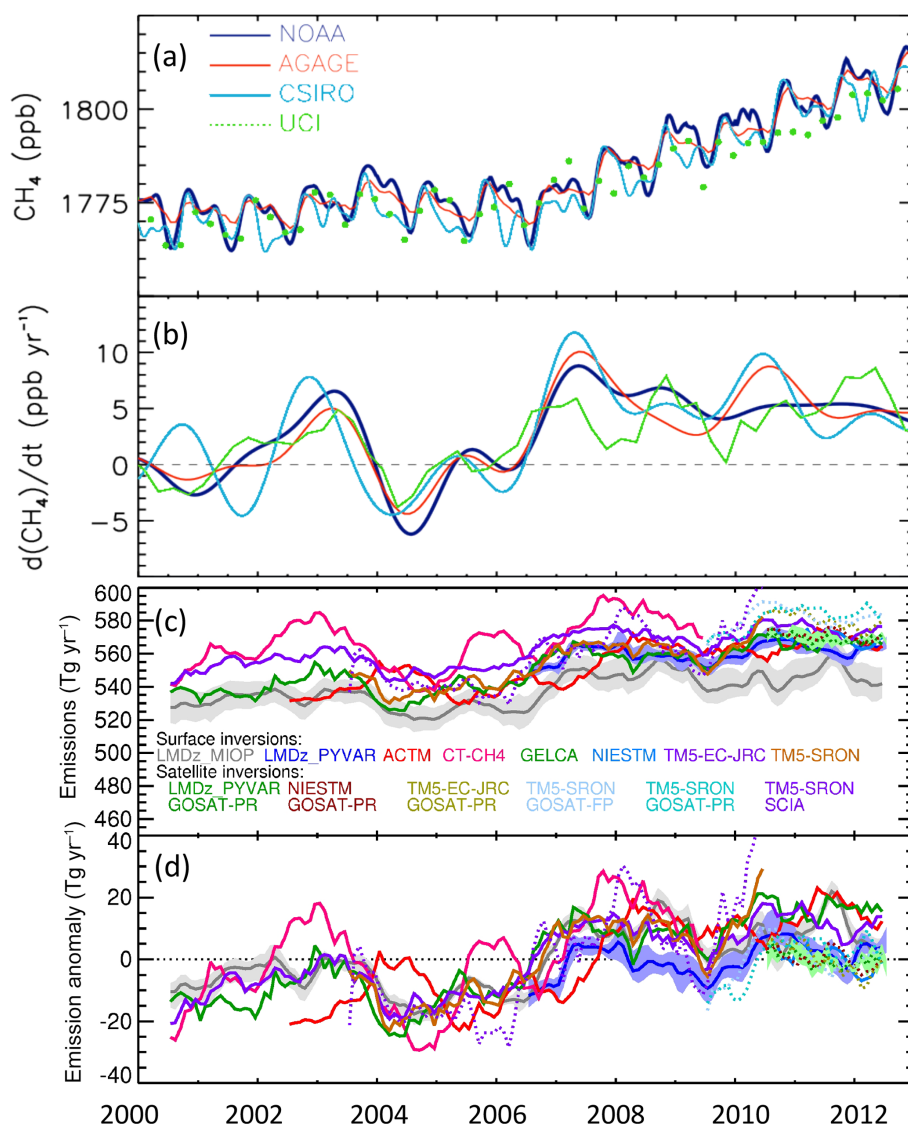 (a)
NOAA
AGAGE
CSIRO
UCI
CH₄ (ppb)
1800
1775
(b)
d(CH₄)/dt (ppb yr⁻¹)
10
5
0
−5
(c)
Emissions (Tg yr⁻¹)
600
580
560
540
520
500
480
460
Surface inversions:
LMDz_MIOP LMDz_PYVAR ACTM CT-CH4 GELCA NIESTM TM5-EC-JRC TM5-SRON
Satellite inversions:
LMDz_PYVAR NIESTM TM5-EC-JRC TM5-SRON TM5-SRON TM5-SRON
GOSAT-PR GOSAT-PR GOSAT-PR GOSAT-FP GOSAT-PR SCIA
(d)
Emission anomaly (Tg yr⁻¹)
40
20
0
-20
-40
2000 2002 2004 2006 2008 2010 2012